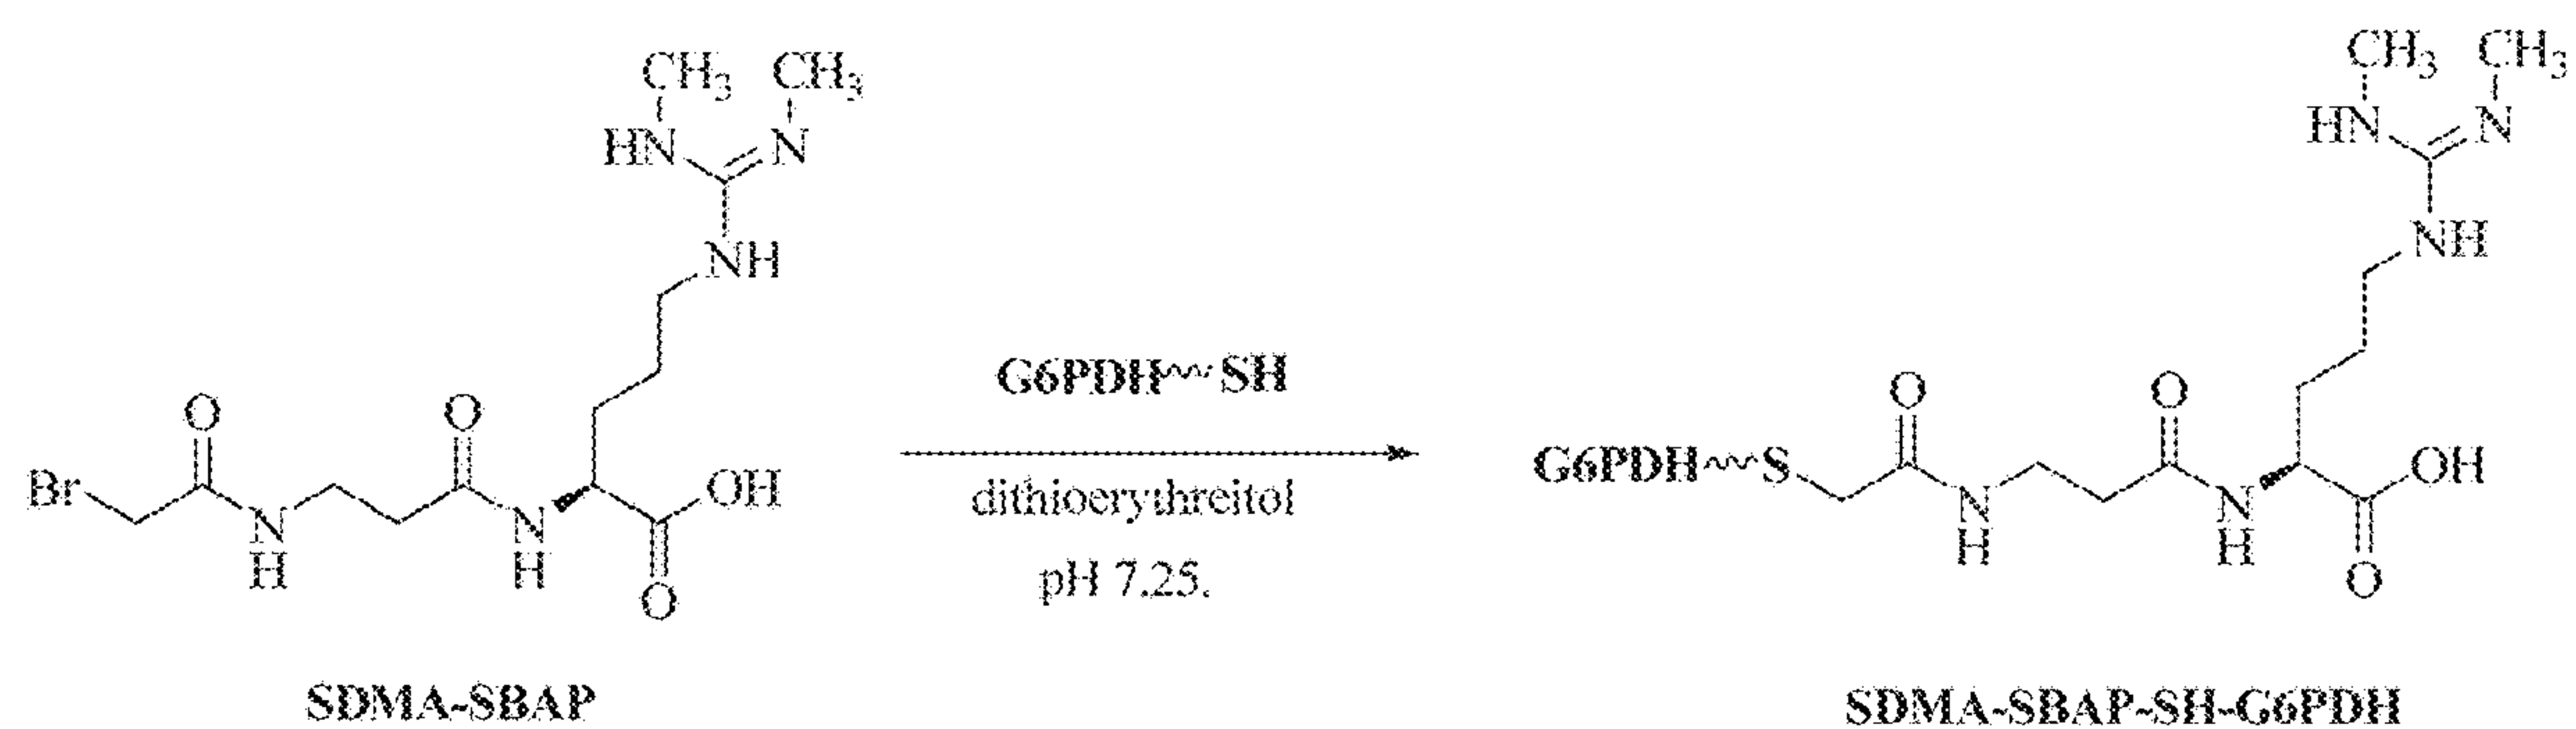 CH3 CH3
HN N
NH
O O
Br N H N H OH
O
G6PDH~~SH
dithioerythreitol
pH 7.25.
CH3 CH3
HN N
NH
O O
G6PDH~~S N H N H OH
O
SDMA-SBAP
SDMA-SBAP-SH-G6PDH